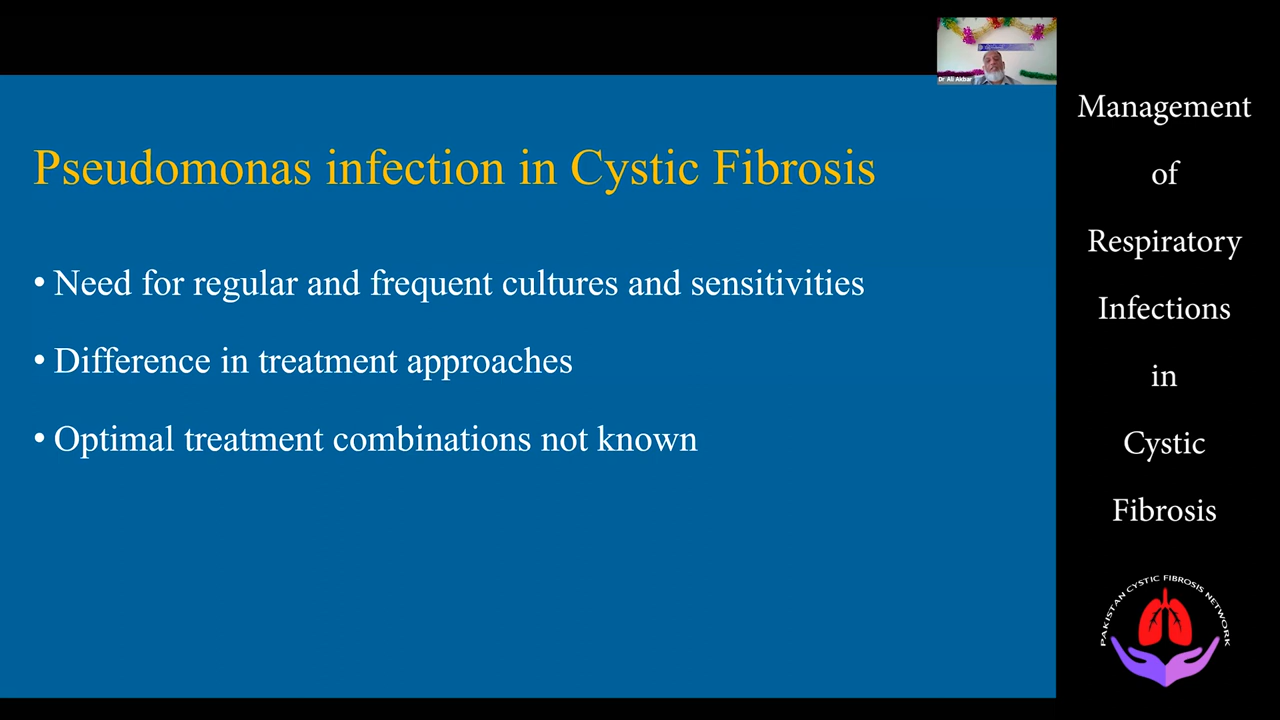 Dr Ali Akbar
Pseudomonas infection in Cystic Fibrosis
• Need for regular and frequent cultures and sensitivities
• Difference in treatment approaches
• Optimal treatment combinations not known
Management
of
Respiratory
Infections
in
Cystic
Fibrosis
PAKISTAN CYSTIC FIBROSIS NETWORK